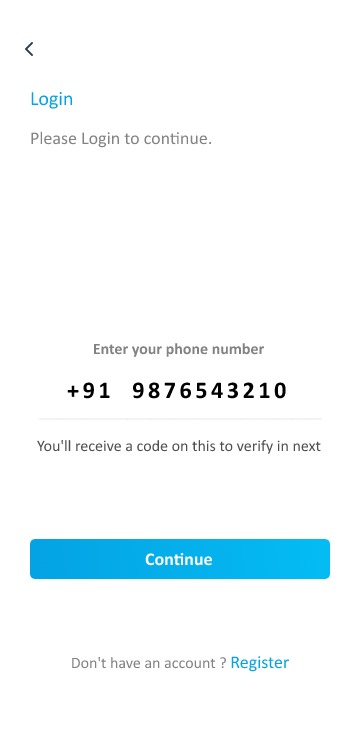 Login
Please Login to continue.
Enter your phone number
+91 9876543210
You'll receive a code on this to verify in next
Continue
Don't have an account ? Register